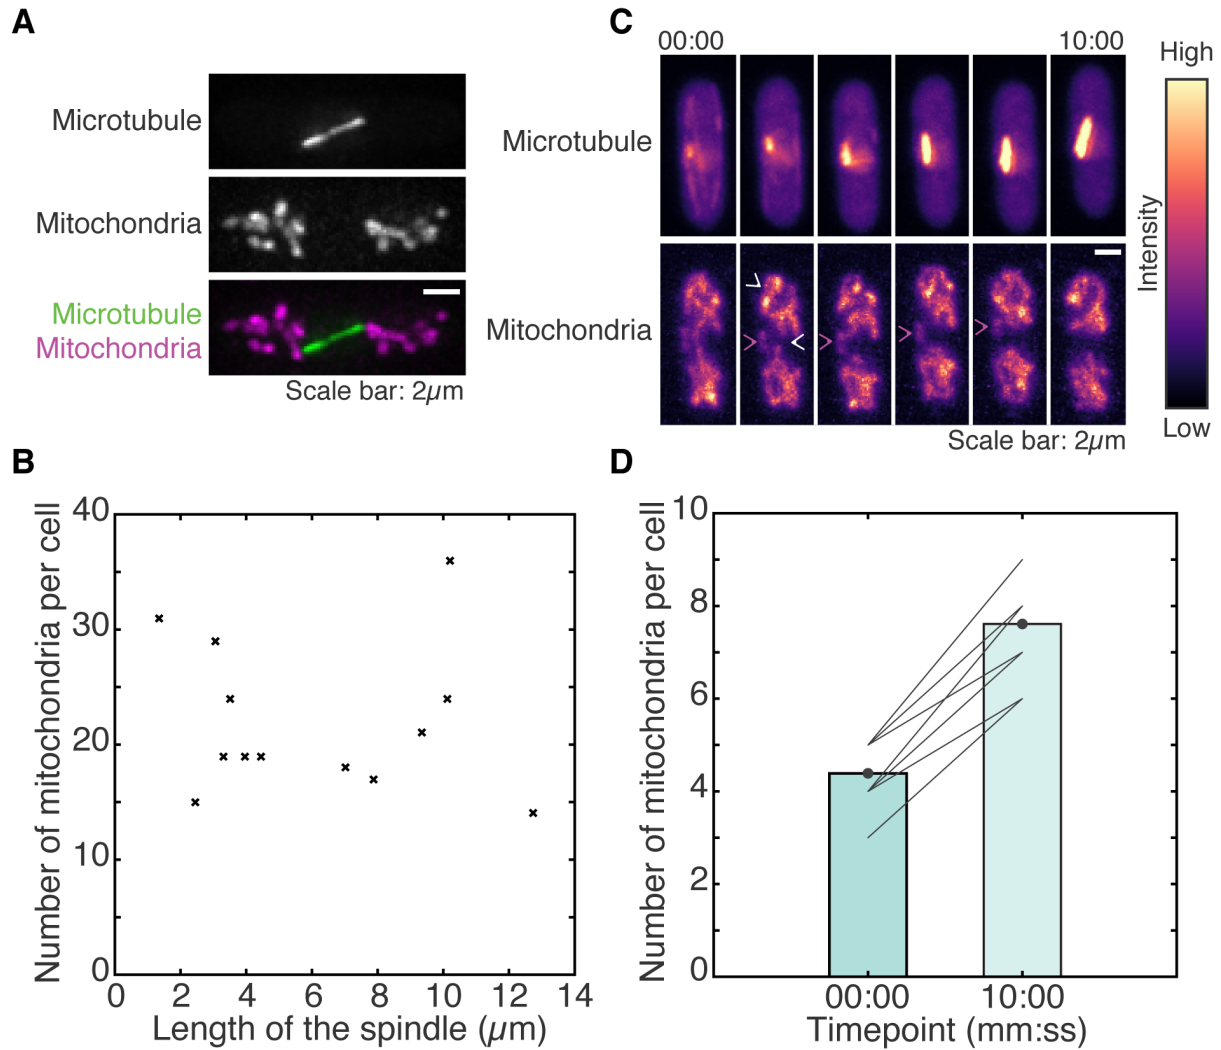 A
Microtubule
Mitochondria
Microtubule
Mitochondria
Scale bar: 2µm
C
00:00
10:00
Microtubule
Mitochondria
Scale bar: 2µm
High
Intensity
Low
B
Number of mitochondria per cell
40
30
20
10
0
0 2 4 6 8 10 12 14
Length of the spindle (µm)
D
Number of mitochondria per cell
10
8
6
4
2
0
00:00 10:00
Timepoint (mm:ss)